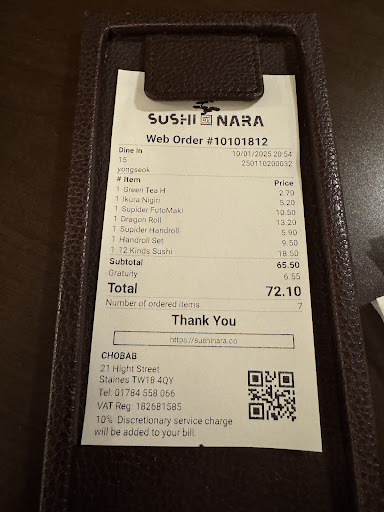 SUSHI NARA
Web Order #10101812
Dine In 10/01/2025 20:54
15 250110200032
yongseok
# Item Price
1 Green Tea H 2.70
1 Ikura Nigiri 5.20
1 Supider FutoMaki 10.50
1 Dragon Roll 13.20
1 Supider Handroll 5.90
1 Handroll Set 9.50
1 12 Kinds Sushi 18.50
Subtotal 65.50
Gratuity 6.55
Total 72.10
Number of ordered items 7
Thank You
https://sushinara.co
CHOBAB
21 Hight Street
Staines TW18 4QY
Tel: 01784 558 066
VAT Reg: 182681585
10% Discretionary service charge
will be added to your bill.